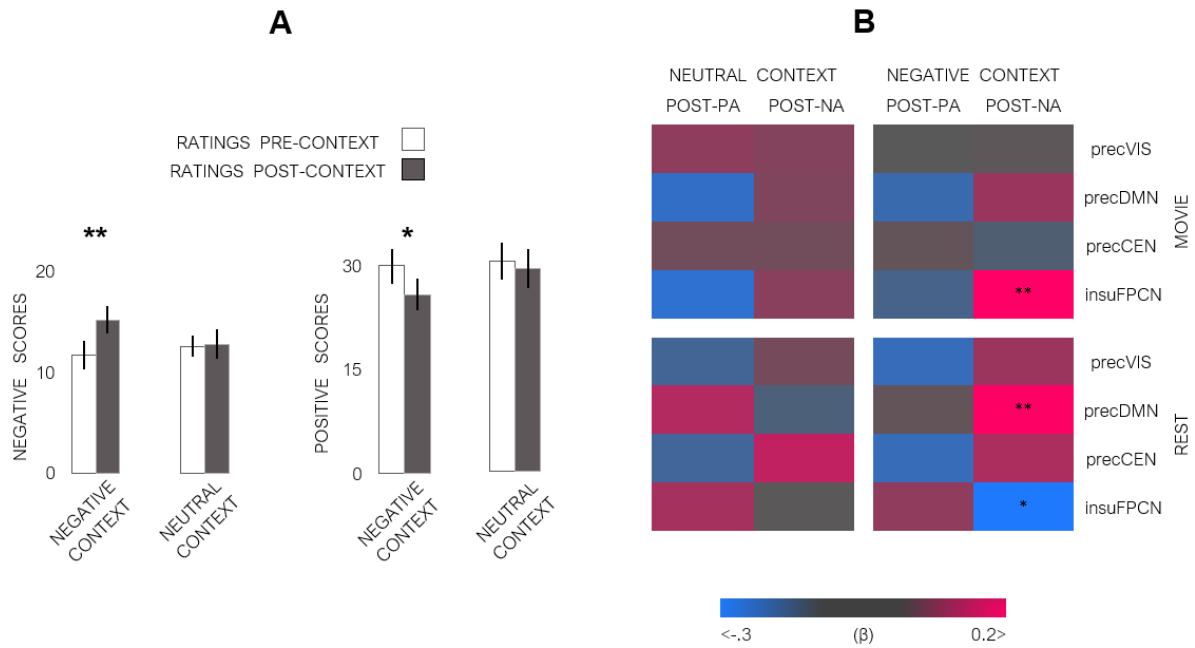 A
RATINGS PRE-CONTEXT
RATINGS POST-CONTEXT
NEGATIVE SCORES
20
10
0
**
NEGATIVE
CONTEXT
NEUTRAL
CONTEXT
POSITIVE SCORES
30
15
0
*
NEGATIVE
CONTEXT
NEUTRAL
CONTEXT
B
NEUTRAL CONTEXT NEGATIVE CONTEXT
POST-PA POST-NA POST-PA POST-NA
precVIS
precDMN
precCEN
** insuFPCN
MOVIE
precVIS
** precDMN
precCEN
* insuFPCN
REST
<-.3 (β) 0.2>